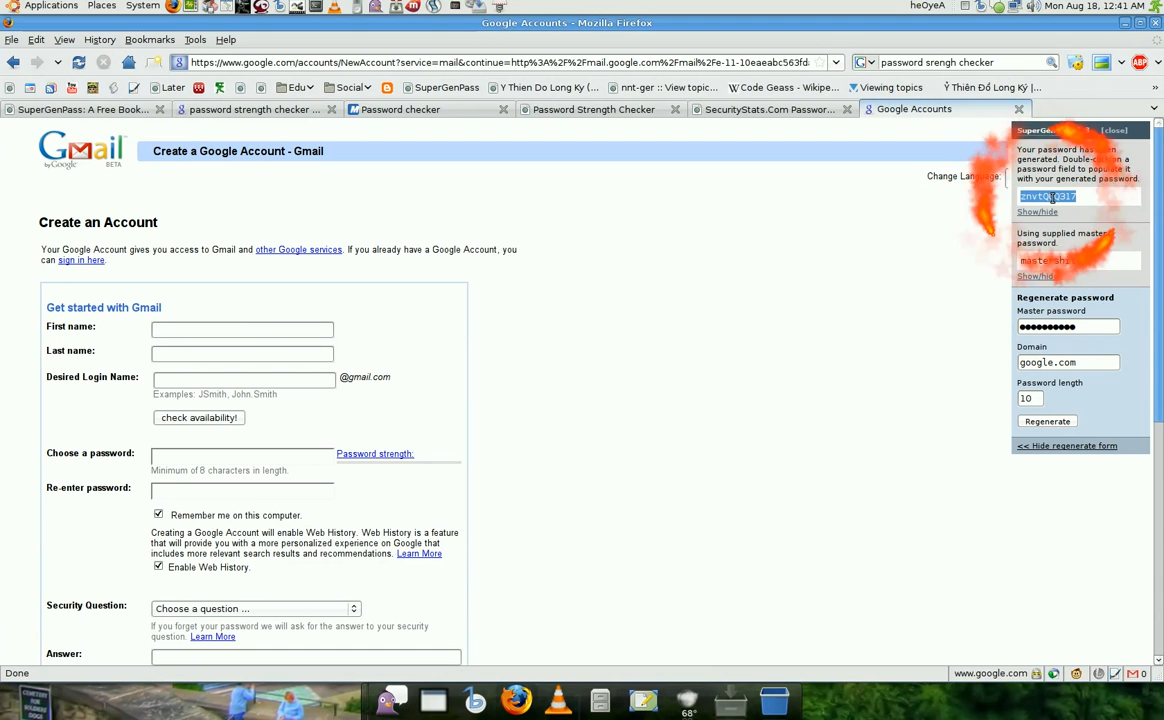 Applications Places System heOyeA Mon Aug 18, 12:41 AM
Google Accounts - Mozilla Firefox
File Edit View History Bookmarks Tools Help
https://www.google.com/accounts/NewAccount?service=mail&continue=http%3A%2F%2Fmail.google.com%2Fmail%2Fe-11-10eaeabc563fd password srengh checker
Later Edu Social SuperGenPass Y Thien Do Long Ky (... nnt-ger :: View topic... Code Geass - Wikipe... Viewing topics Ỷ Thiên Đồ Long Ký ...
SuperGenPass: A Free Book... password strength checker ... Password checker Password Strength Checker SecurityStats.Com Passwor... Google Accounts
Gmail
by Google BETA
Create a Google Account - Gmail
Change Language:
Create an Account
Your Google Account gives you access to Gmail and other Google services. If you already have a Google Account, you
can sign in here.
Get started with Gmail
First name:
Last name:
Desired Login Name: @gmail.com
Examples: JSmith, John.Smith
check availability!
Choose a password: Password strength:
Minimum of 8 characters in length.
Re-enter password:
Remember me on this computer.
Creating a Google Account will enable Web History. Web History is a feature
that will provide you with a more personalized experience on Google that
includes more relevant search results and recommendations. Learn More
Enable Web History.
Security Question: Choose a question ...
If you forget your password we will ask for the answer to your security
question. Learn More
Answer:
[close]
Your password has been
generated. Double-click on a
password field to populate it
with your generated password.
Show/hide
Using supplied master
password.
Show/hide
Regenerate password
Master password
Domain
google.com
Password length
10
Regenerate
<< Hide regenerate form
Done www.google.com 0
68°